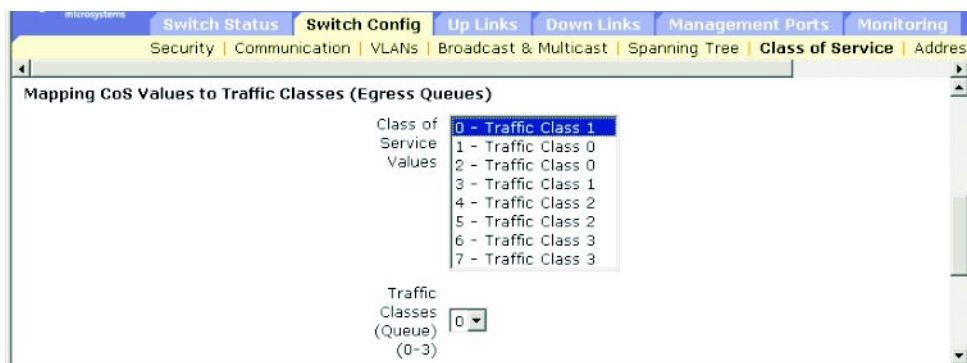 microsystems
Switch Status Switch Config Up Links Down Links Management Ports Monitoring
Security | Communication | VLANs | Broadcast & Multicast | Spanning Tree | Class of Service | Addres
Mapping CoS Values to Traffic Classes (Egress Queues)
Class of
Service
Values
0 - Traffic Class 1
1 - Traffic Class 0
2 - Traffic Class 0
3 - Traffic Class 1
4 - Traffic Class 2
5 - Traffic Class 2
6 - Traffic Class 3
7 - Traffic Class 3
Traffic
Classes
(Queue)
(0-3)
0